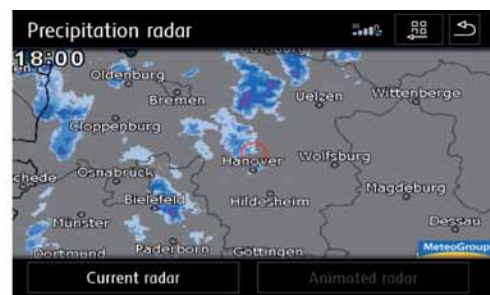 Precipitation radar
18:00
Oldenburg
Bremen
Uelzen
Wittenberge
Cloppenburg
Hanover
Wolfsburg
Osnabrück
Magdeburg
Bielefeld
Hildesheim
Münster
Dessau
Dortmund
Paderborn
Göttingen
MeteoGroup
Current radar
Animated radar